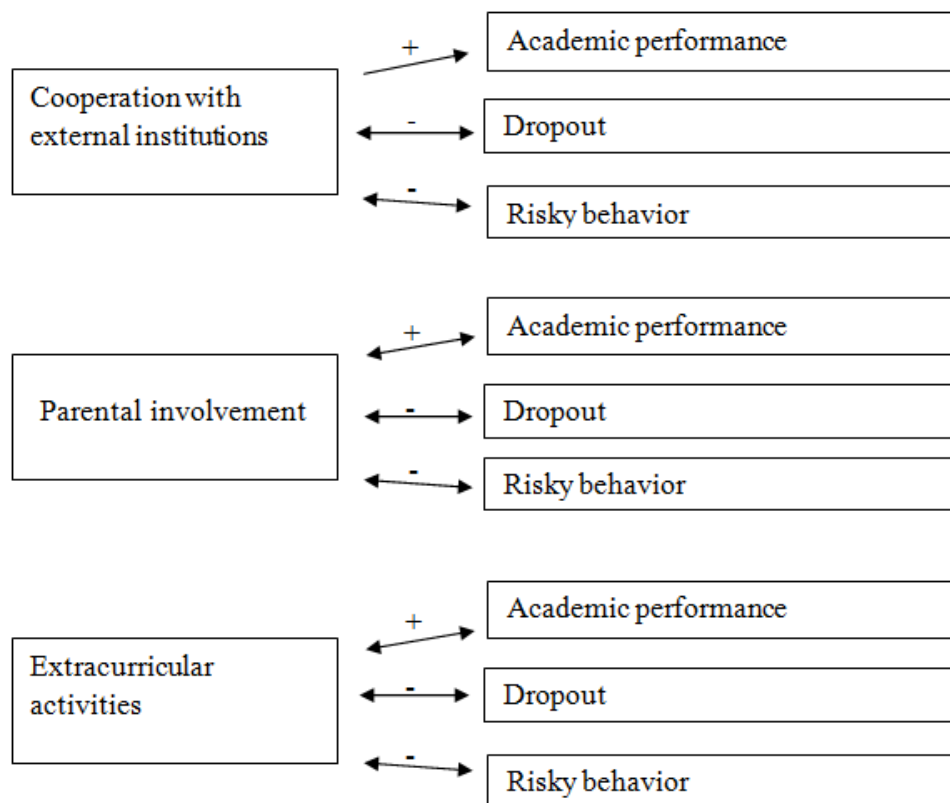 +
Academic performance
Cooperation with
external institutions
-
Dropout
-
Risky behavior
+
Academic performance
Parental involvement
-
Dropout
-
Risky behavior
+
Academic performance
Extracurricular
activities
-
Dropout
-
Risky behavior